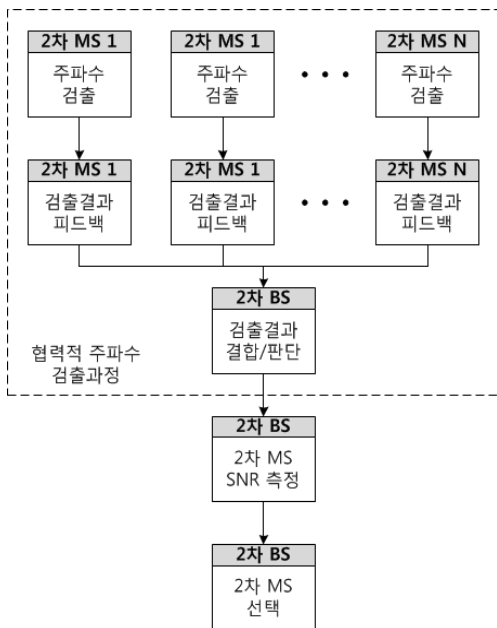 2차 MS 1
2차 MS 1
2차 MS N
주파수
검출
주파수
검출
• • •
주파수
검출
2차 MS 1
2차 MS 1
2차 MS N
검출결과
피드백
검출결과
피드백
• • •
검출결과
피드백
2차 BS
검출결과
결합/판단
협력적 주파수
검출과정
2차 BS
2차 MS
SNR 측정
2차 BS
2차 MS
선택